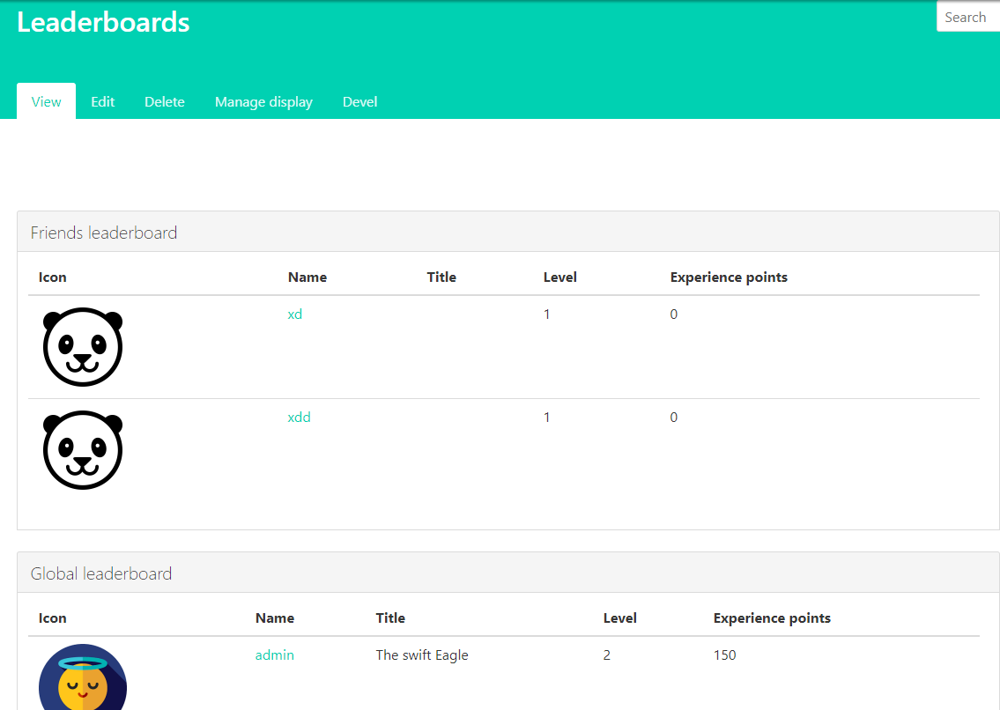 Leaderboards
Search
View Edit Delete Manage display Devel
Friends leaderboard
Icon Name Title Level Experience points
xd 1 0
xdd 1 0
Global leaderboard
Icon Name Title Level Experience points
admin The swift Eagle 2 150